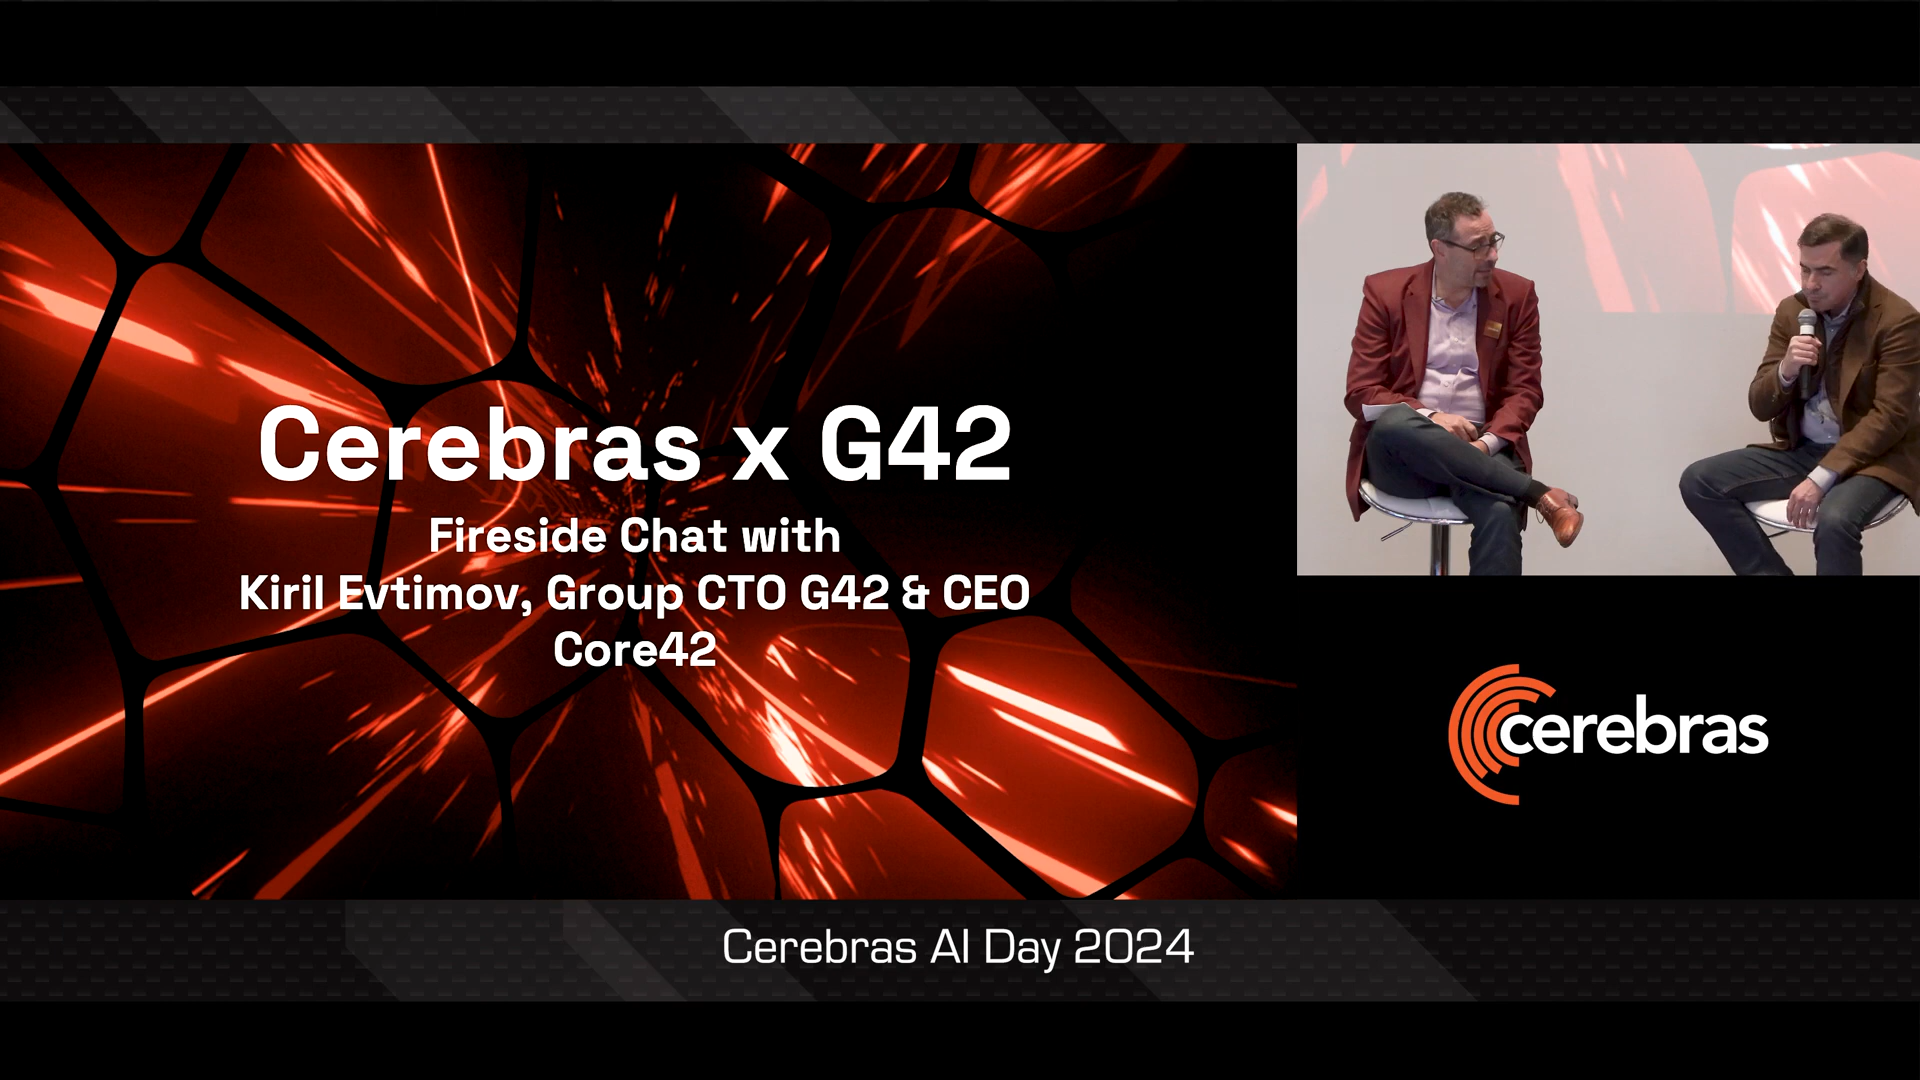 Cerebras x G42
Fireside Chat with
Kiril Evtimov, Group CTO G42 & CEO
Core42
cerebras
Cerebras AI Day 2024